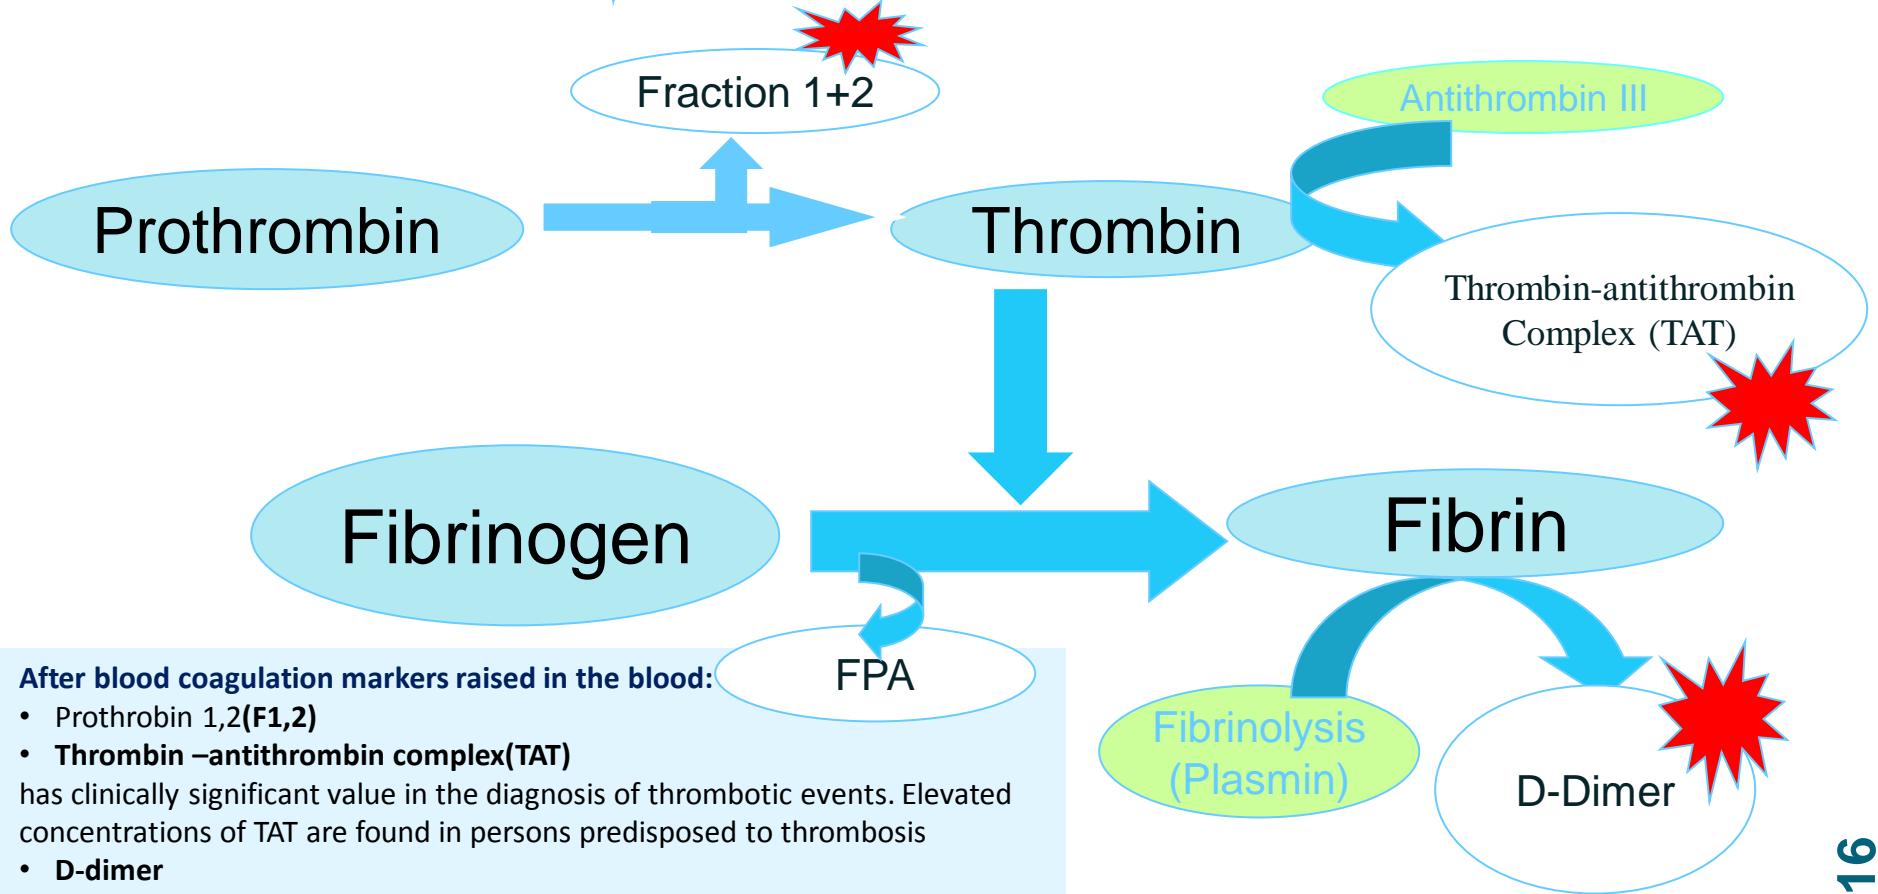 Fraction 1+2
Antithrombin III
Prothrombin
Thrombin
Thrombin-antithrombin
Complex (TAT)
Fibrinogen
Fibrin
FPA
Fibrinolysis
(Plasmin)
D-Dimer
After blood coagulation markers raised in the blood:
• Prothrobin 1,2(F1,2)
• Thrombin –antithrombin complex(TAT)
has clinically significant value in the diagnosis of thrombotic events. Elevated
concentrations of TAT are found in persons predisposed to thrombosis
• D-dimer
16